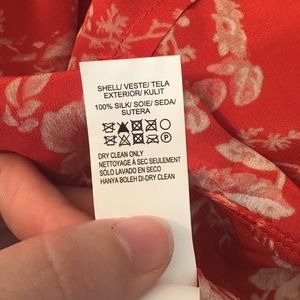 SHELL/ VESTE/ TELA
EXTERIOR/ KULIT
100% SILK/ SOIE/ SEDA/
SUTERA
DRY CLEAN ONLY
NETTOYAGE À SEC SEULEMENT
SÓLO LAVADO EN SECO
HANYA BOLEH DI-DRY CLEAN